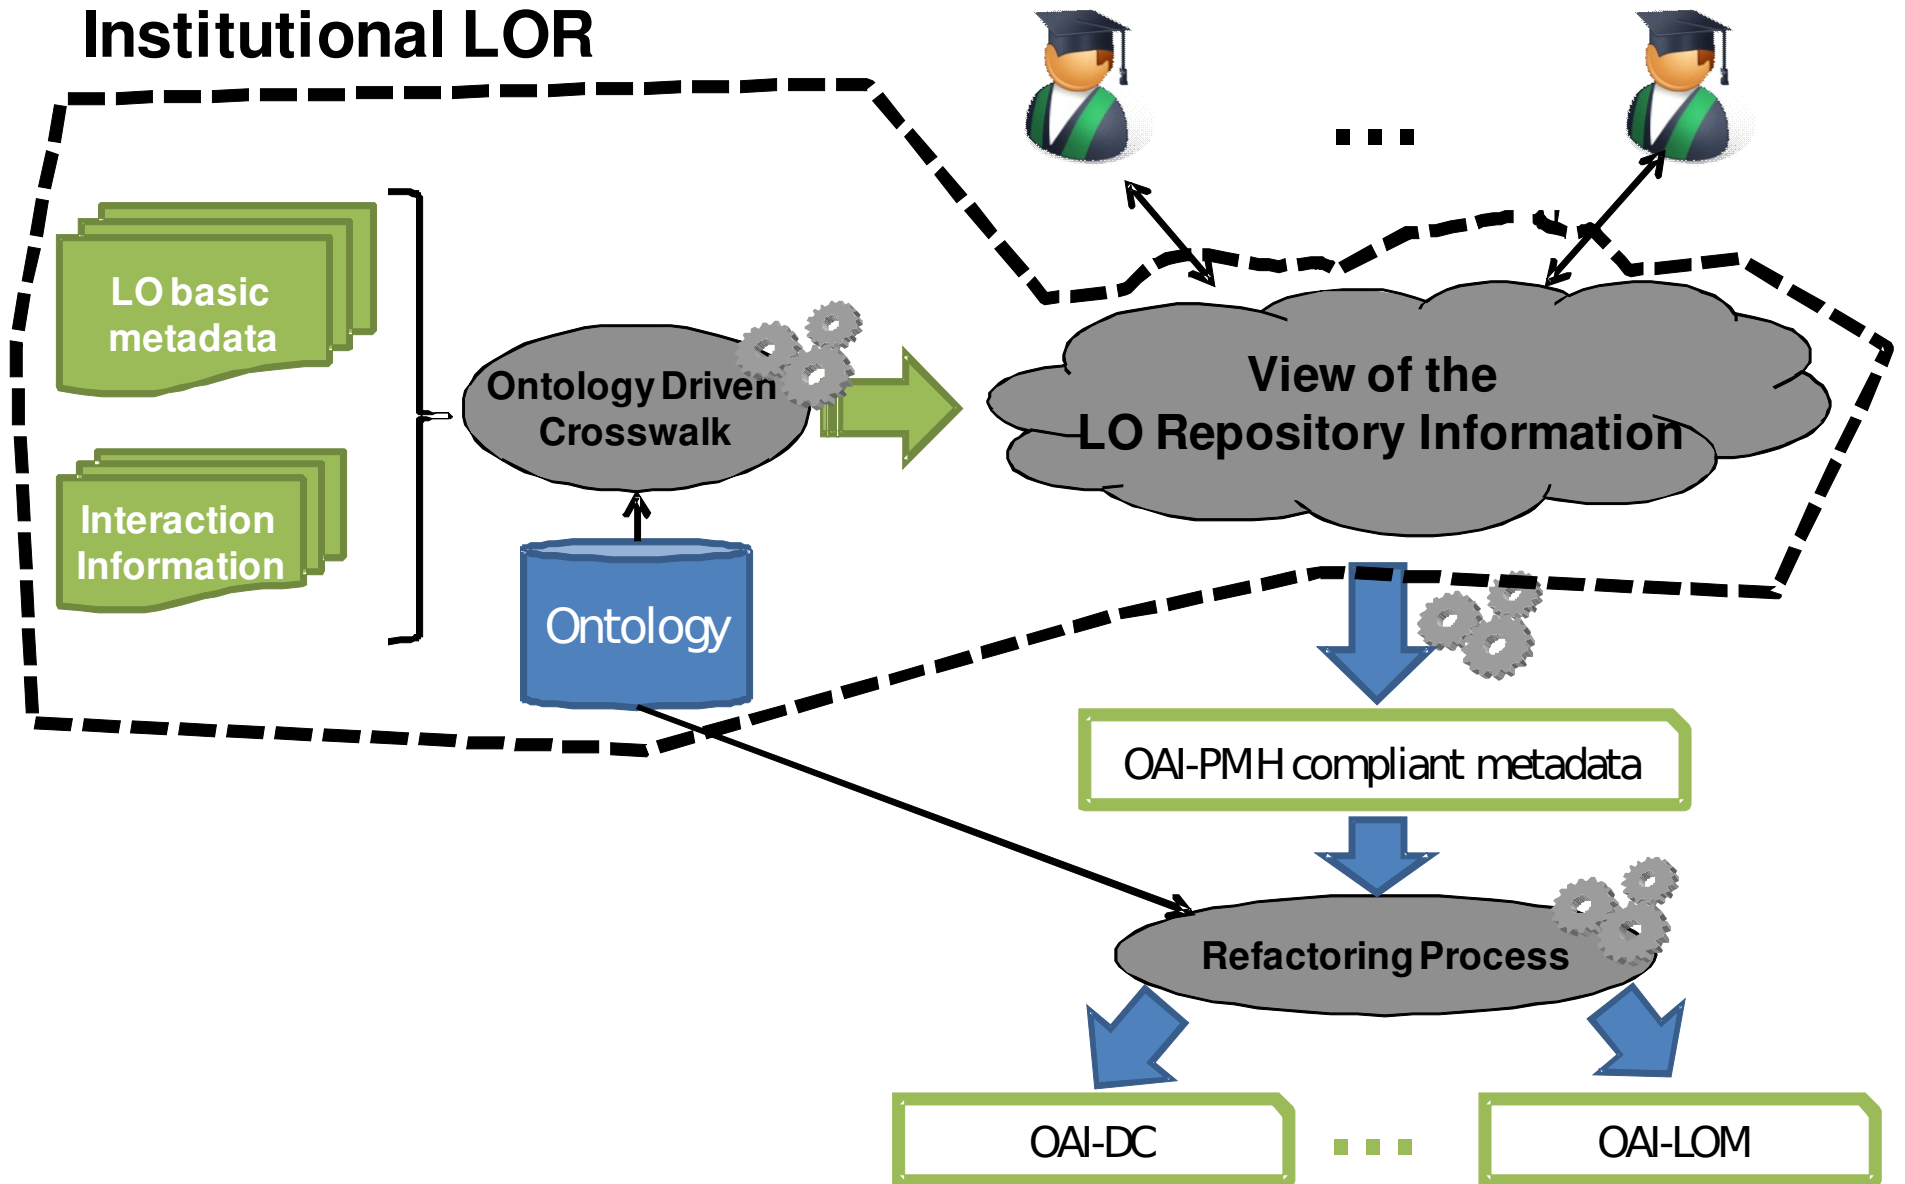 Institutional LOR
LO basic
metadata
Interaction
Information
Ontology Driven
Crosswalk
Ontology
View of the
LO Repository Information
OAI-PMH compliant metadata
Refactoring Process
OAI-DC
OAI-LOM